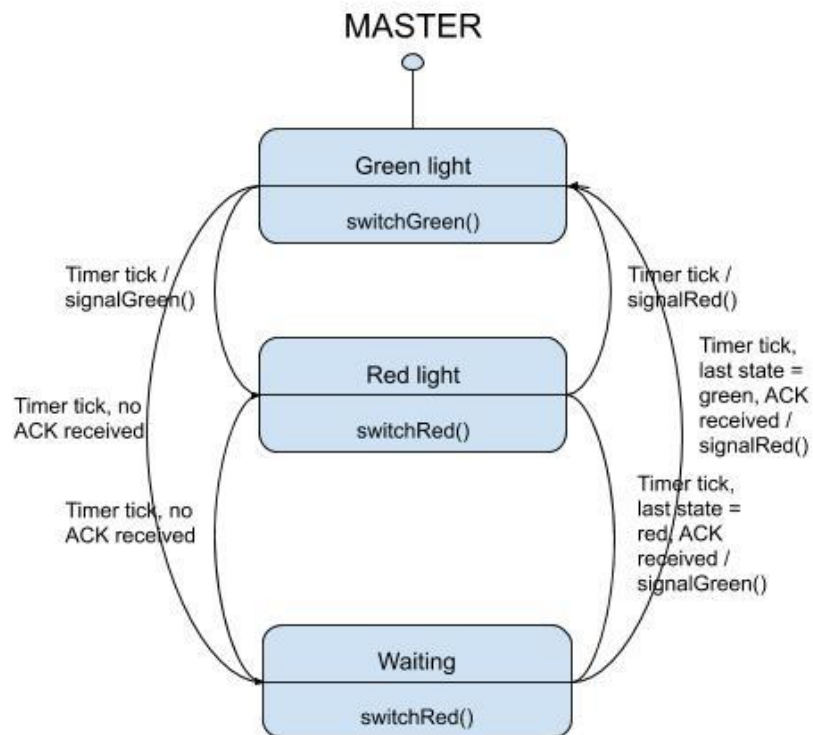 MASTER
Green light
switchGreen()
Timer tick /
signalGreen()
Timer tick /
signalRed()
Timer tick,
last state =
green, ACK
received /
signalRed()
Red light
switchRed()
Timer tick, no
ACK received
Timer tick, no
ACK received
Timer tick,
last state =
red, ACK
received /
signalGreen()
Waiting
switchRed()